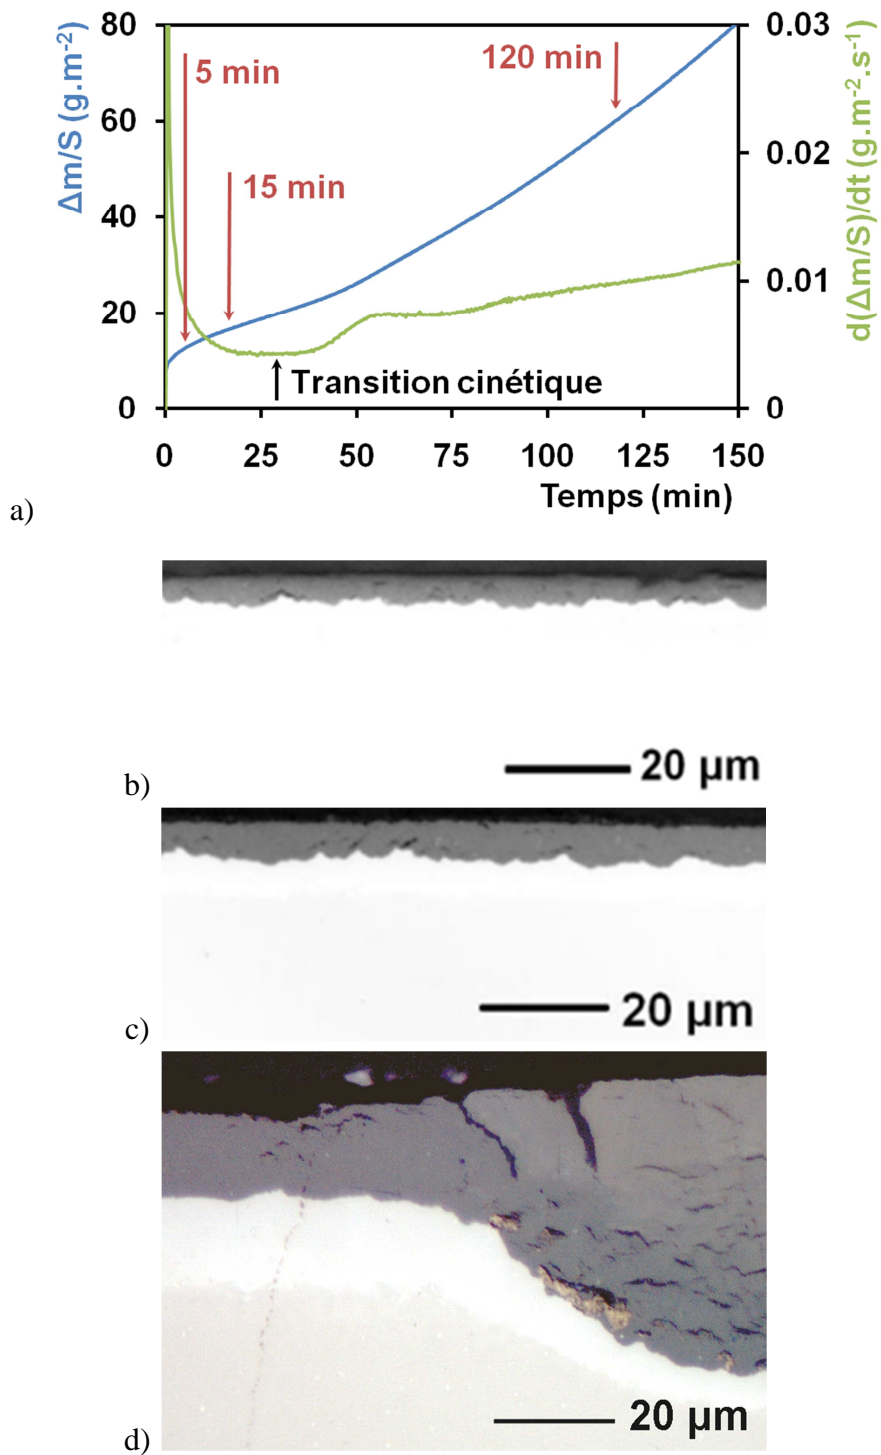 80
60
40
20
0
Δm/S (g.m⁻²)
5 min
15 min
120 min
Transition cinétique
0.03
0.02
0.01
0
d(Δm/S)/dt (g.m⁻².s⁻¹)
0 25 50 75 100 125 150
Temps (min)
a)
20 µm
b)
20 µm
c)
20 µm
d)